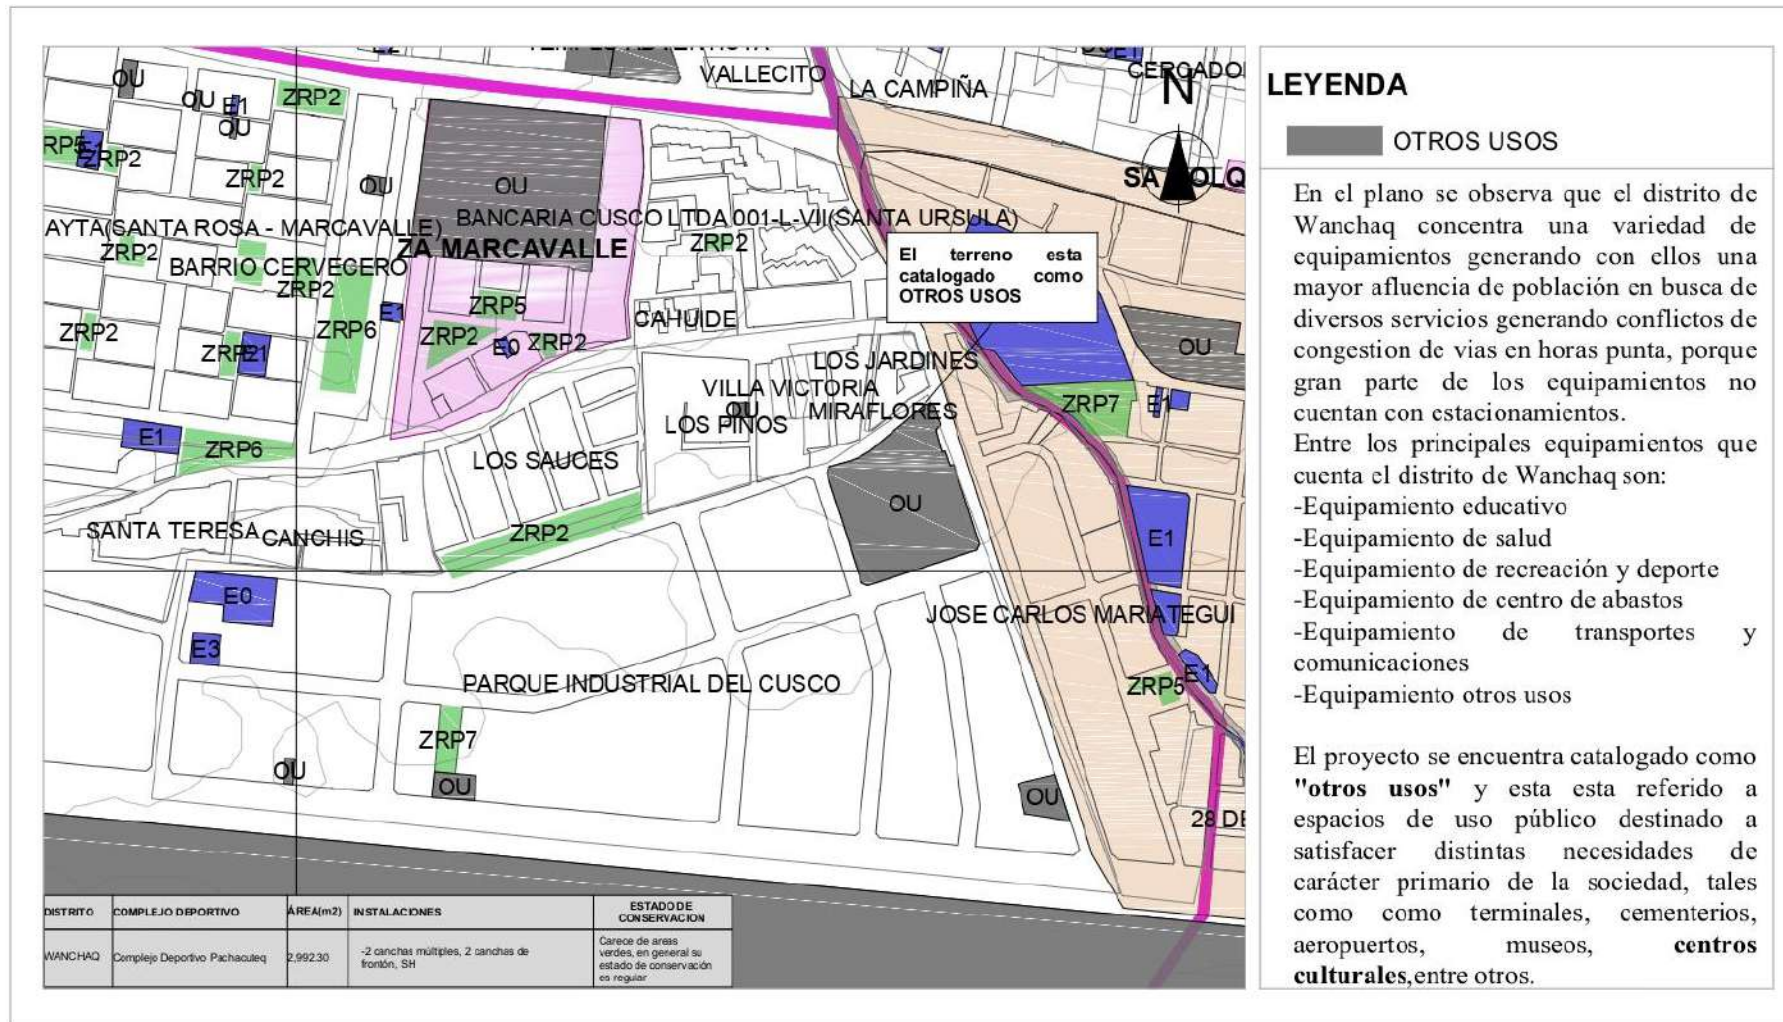 VALLECITO
LA CAMPIÑA
N
OU
OU
E1
OU
ZRP2
ZRP2
ZRP2
OU
OU
AYTA(SANTA ROSA - MARCAVALLE)
BANCARIA CUSCO LTDA 001-L-VII(SANTA URSULA)
ZA MARCAVALLE
ZRP2
ZRP2
BARRIO CERVECERO
ZRP2
El terreno esta
catalogado como
OTROS USOS
ZRP5
E1
CAHUIDE
ZRP2
ZRP6
ZRP2
E0
ZRP2
OU
LOS JARDINES
VILLA VICTORIA
OU
MIRAFLORES
LOS PINOS
ZRP7
E1
E1
ZRP6
LOS SAUCES
OU
SANTA TERESA
CANCHIS
ZRP2
E1
E0
JOSE CARLOS MARIATEGUI
E3
PARQUE INDUSTRIAL DEL CUSCO
ZRP5
E1
ZRP7
OU
OU
OU
28 DE
DISTRITO COMPLEJO DEPORTIVO ÁREA(m2) INSTALACIONES ESTADO DE
CONSERVACION
WANCHAQ Complejo Deportivo Pachacuteq 2,992.30 -2 canchas múltiples, 2 canchas de
frontón, SH
Carece de areas
verdes, en general su
estado de conservación
es regular
LEYENDA
OTROS USOS
En el plano se observa que el distrito de
Wanchaq concentra una variedad de
equipamientos generando con ellos una
mayor afluencia de población en busca de
diversos servicios generando conflictos de
congestion de vias en horas punta, porque
gran parte de los equipamientos no
cuentan con estacionamientos.
Entre los principales equipamientos que
cuenta el distrito de Wanchaq son:
-Equipamiento educativo
-Equipamiento de salud
-Equipamiento de recreación y deporte
-Equipamiento de centro de abastos
-Equipamiento de transportes y
comunicaciones
-Equipamiento otros usos
El proyecto se encuentra catalogado como
"otros usos" y esta esta referido a
espacios de uso público destinado a
satisfacer distintas necesidades de
carácter primario de la sociedad, tales
como como terminales, cementerios,
aeropuertos, museos, centros
culturales,entre otros.